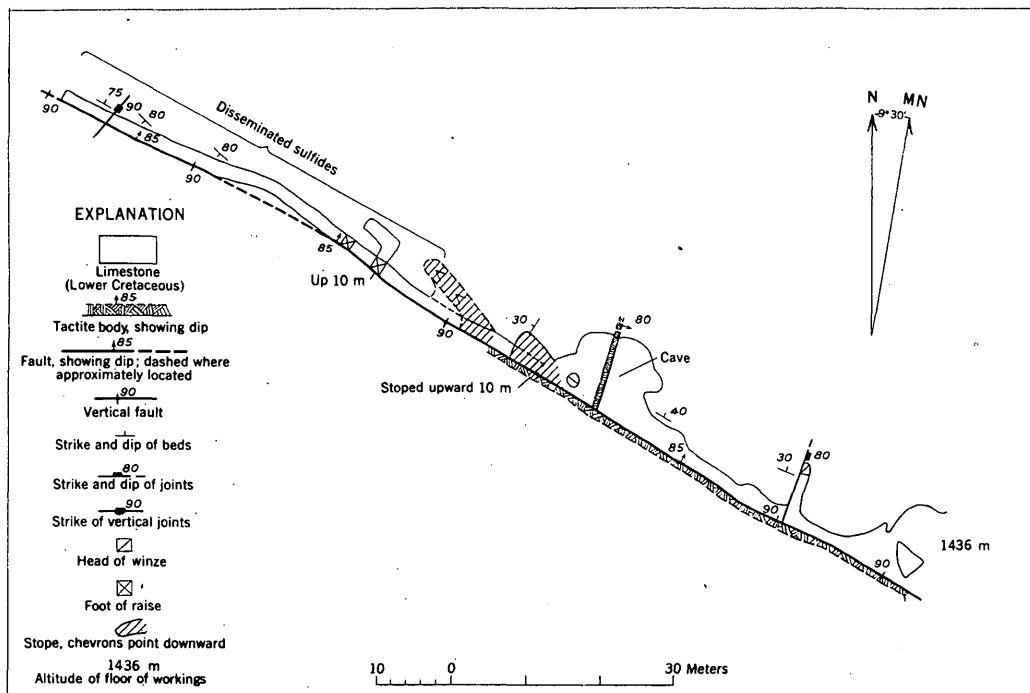 N MN
9° 30'
75
90
90
80
85
80
90
Disseminated sulfides
85
Up 10 m
90
30
Stoped upward 10 m
80
Cave
40
85
30
80
90
90
1436 m
EXPLANATION
Limestone
(Lower Cretaceous)
85
Tactite body, showing dip
85
Fault, showing dip; dashed where
approximately located
90
Vertical fault
Strike and dip of beds
80
Strike and dip of joints
90
Strike of vertical joints
Head of winze
Foot of raise
Stope, chevrons point downward
1436 m
Altitude of floor of workings
10 0 30 Meters